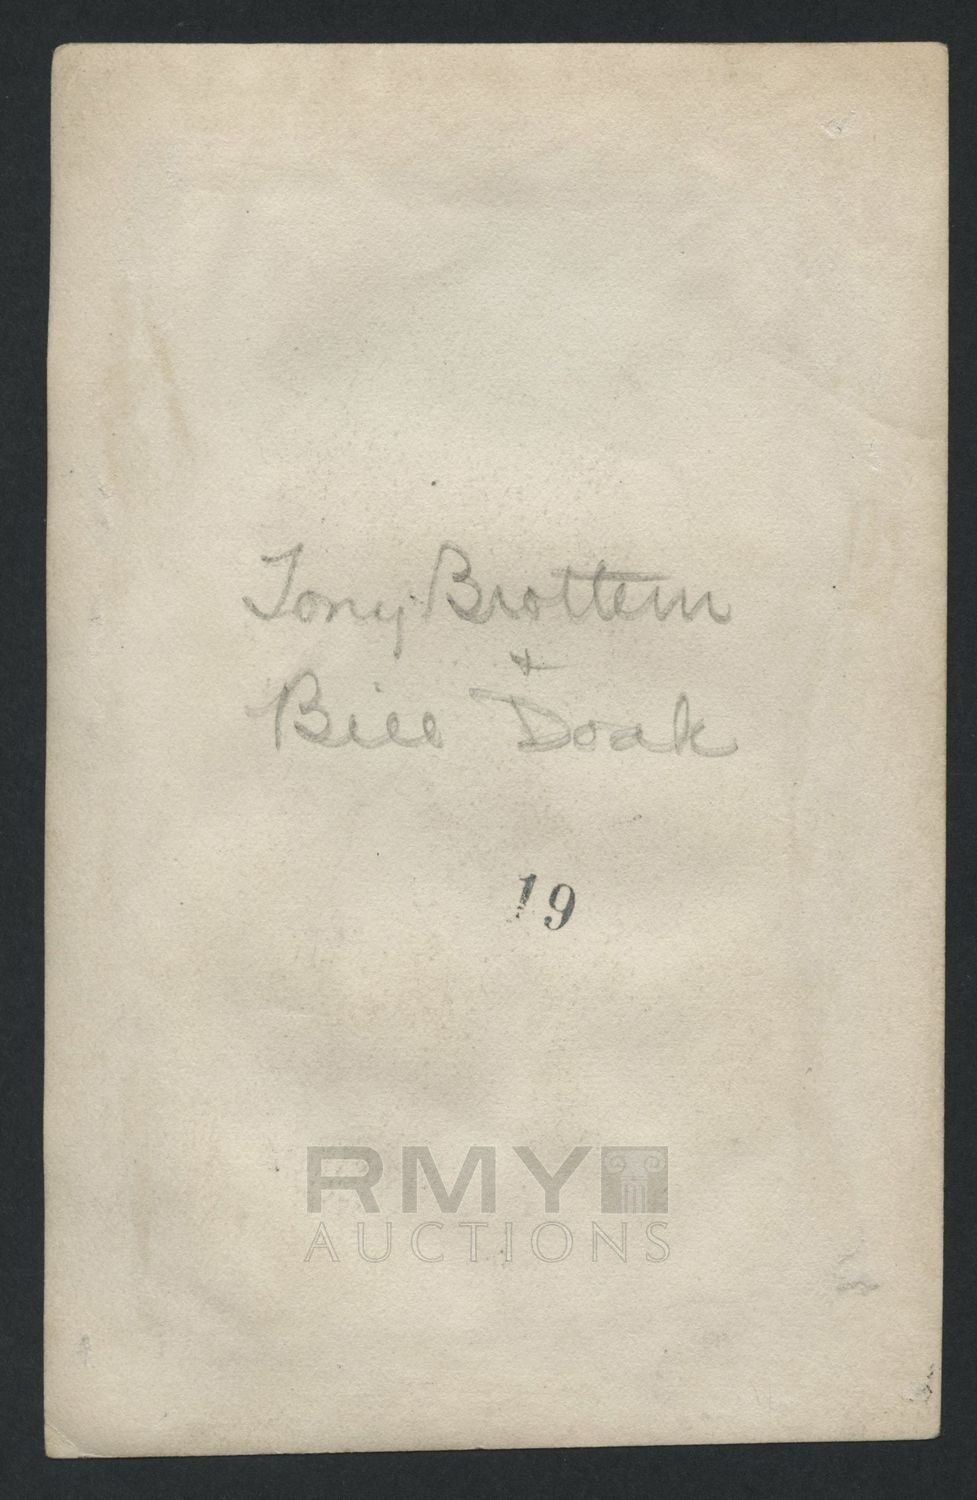 Tony Brottem
+
Bill Doak
19
RMY
AUCTIONS